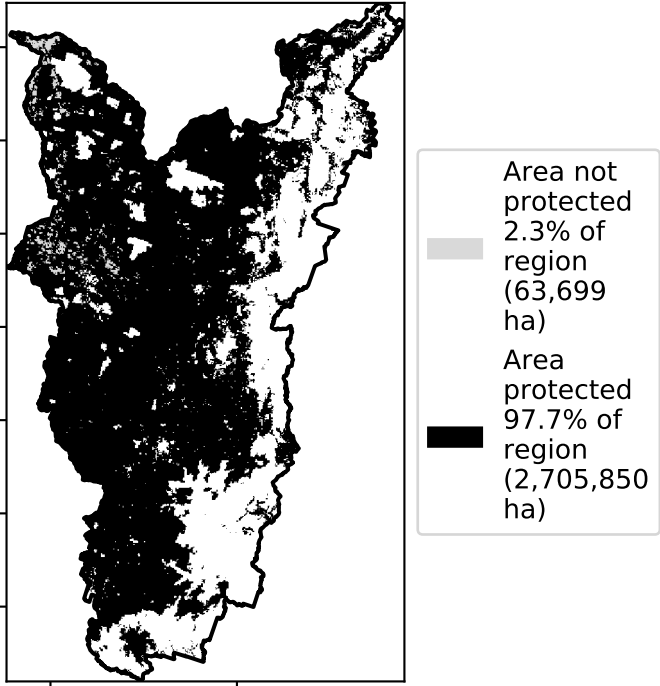 Area not
protected
2.3% of
region
(63,699
ha)
Area
protected
97.7% of
region
(2,705,850
ha)